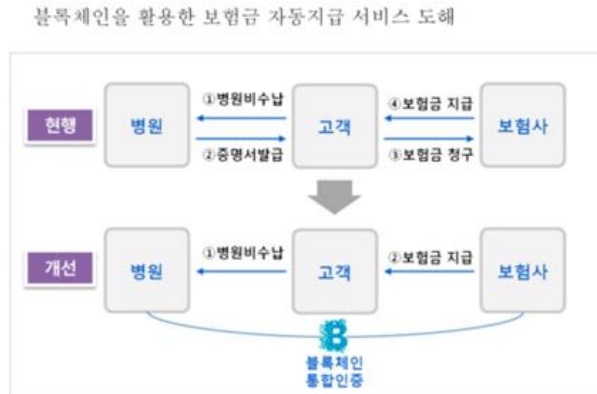 블록체인을 활용한 보험금 자동지급 서비스 도해
현행
병원
①병원비수납
②증명서발급
고객
④보험금 지급
③보험금 청구
보험사
개선
병원
①병원비수납
고객
②보험금 지급
보험사
B
블록체인
통합인증